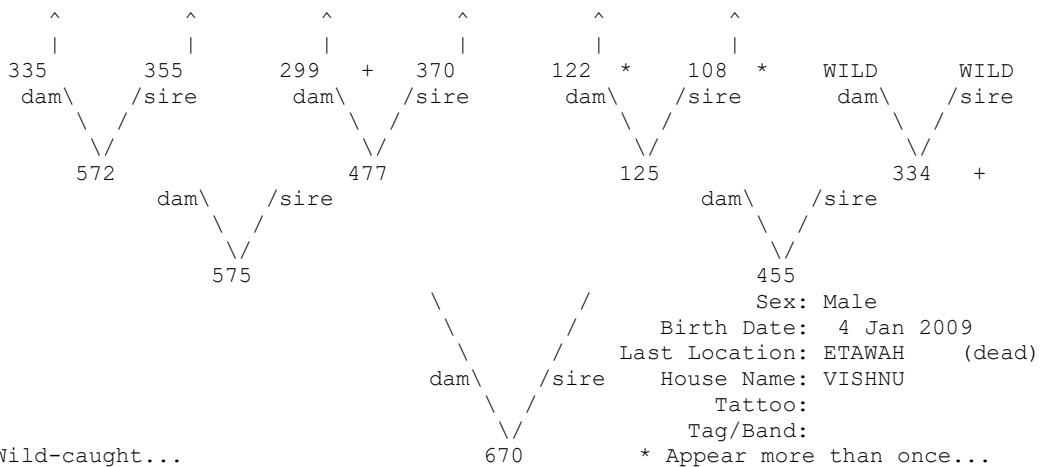 ^ ^ ^ ^ ^ ^
| | | | | |
335 355 299 + 370 122 * 108 * WILD WILD
dam\ /sire dam\ /sire dam\ /sire dam\ /sire
\ / \ / \ / \ /
\/ \/ \/ \/
572 477 125 334 +
dam\ /sire dam\ /sire
\ / \ /
\/ \/
575 455
\ / Sex: Male
\ / Birth Date: 4 Jan 2009
\ / Last Location: ETAWAH (dead)
dam\ /sire House Name: VISHNU
\ / Tattoo:
\/ Tag/Band:
Wild-caught... 670 * Appear more than once...